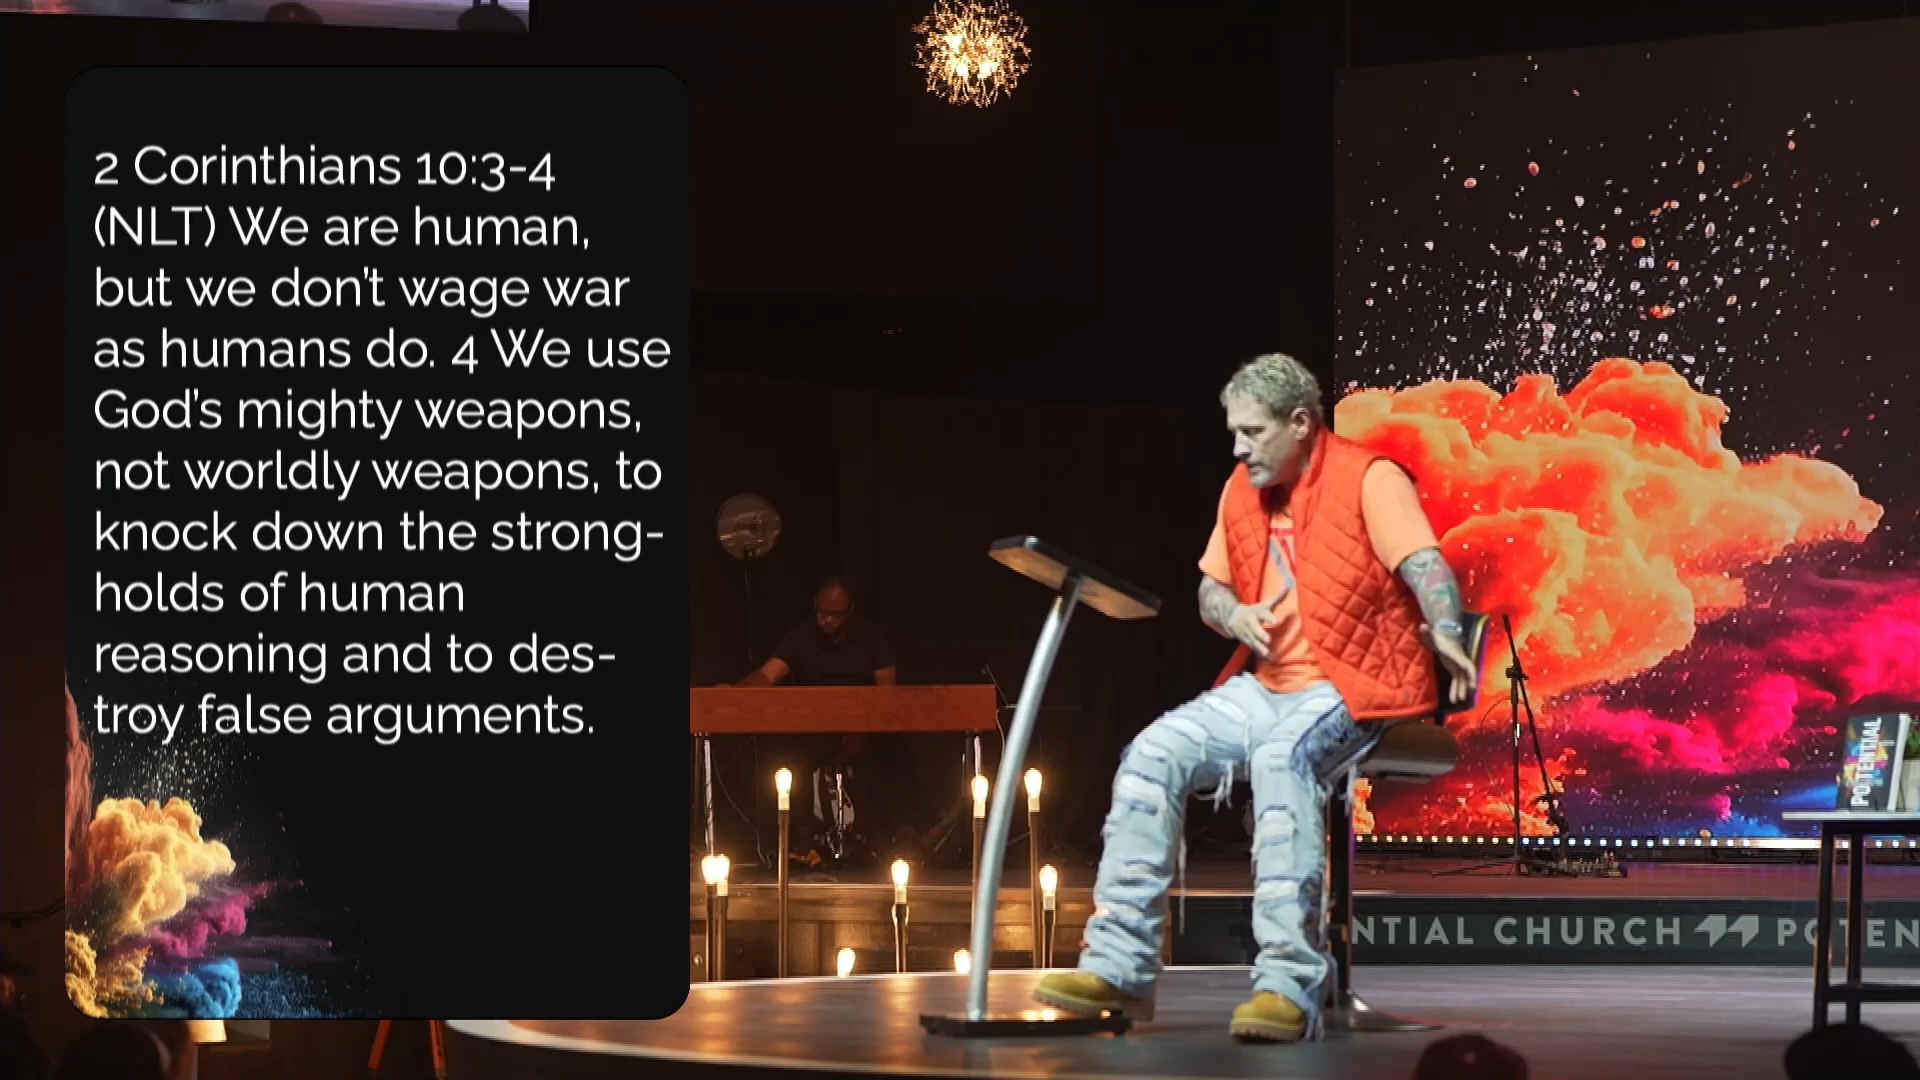 2 Corinthians 10:3-4
(NLT) We are human,
but we don't wage war
as humans do. 4 We use
God's mighty weapons,
not worldly weapons, to
knock down the strong-
holds of human
reasoning and to des-
troy false arguments.
POTENTIAL
NTIAL CHURCH POTEN